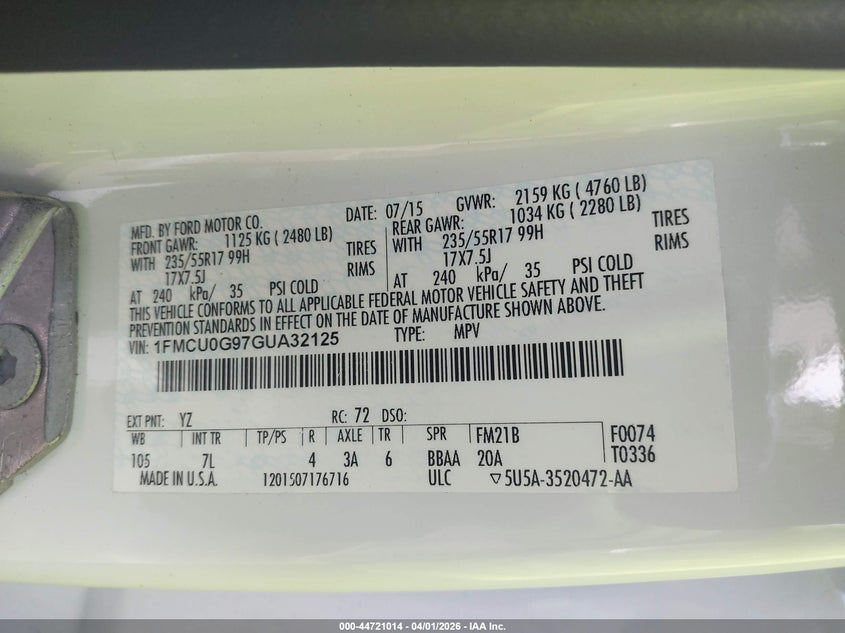 MFD. BY FORD MOTOR CO. DATE: 07/15 GVWR: 2159 KG ( 4760 LB)
FRONT GAWR: 1125 KG ( 2480 LB) REAR GAWR: 1034 KG ( 2280 LB)
WITH 235/55R17 99H TIRES WITH 235/55R17 99H TIRES
17X7.5J RIMS 17X7.5J RIMS
AT 240 kPa/ 35 PSI COLD AT 240 kPa/ 35 PSI COLD
THIS VEHICLE CONFORMS TO ALL APPLICABLE FEDERAL MOTOR VEHICLE SAFETY AND THEFT
PREVENTION STANDARDS IN EFFECT ON THE DATE OF MANUFACTURE SHOWN ABOVE.
VIN: 1FMCU0G97GUA32125 TYPE: MPV
EXT PNT: YZ RC: 72 DSO:
WB INT TR TP/PS R AXLE TR SPR FM21B F0074
105 7L 4 3A 6 BBAA 20A T0336
MADE IN U.S.A. 1201507176716 ULC ▽5U5A-3520472-AA
000-44721014 - 04/01/2026 - IAA Inc.